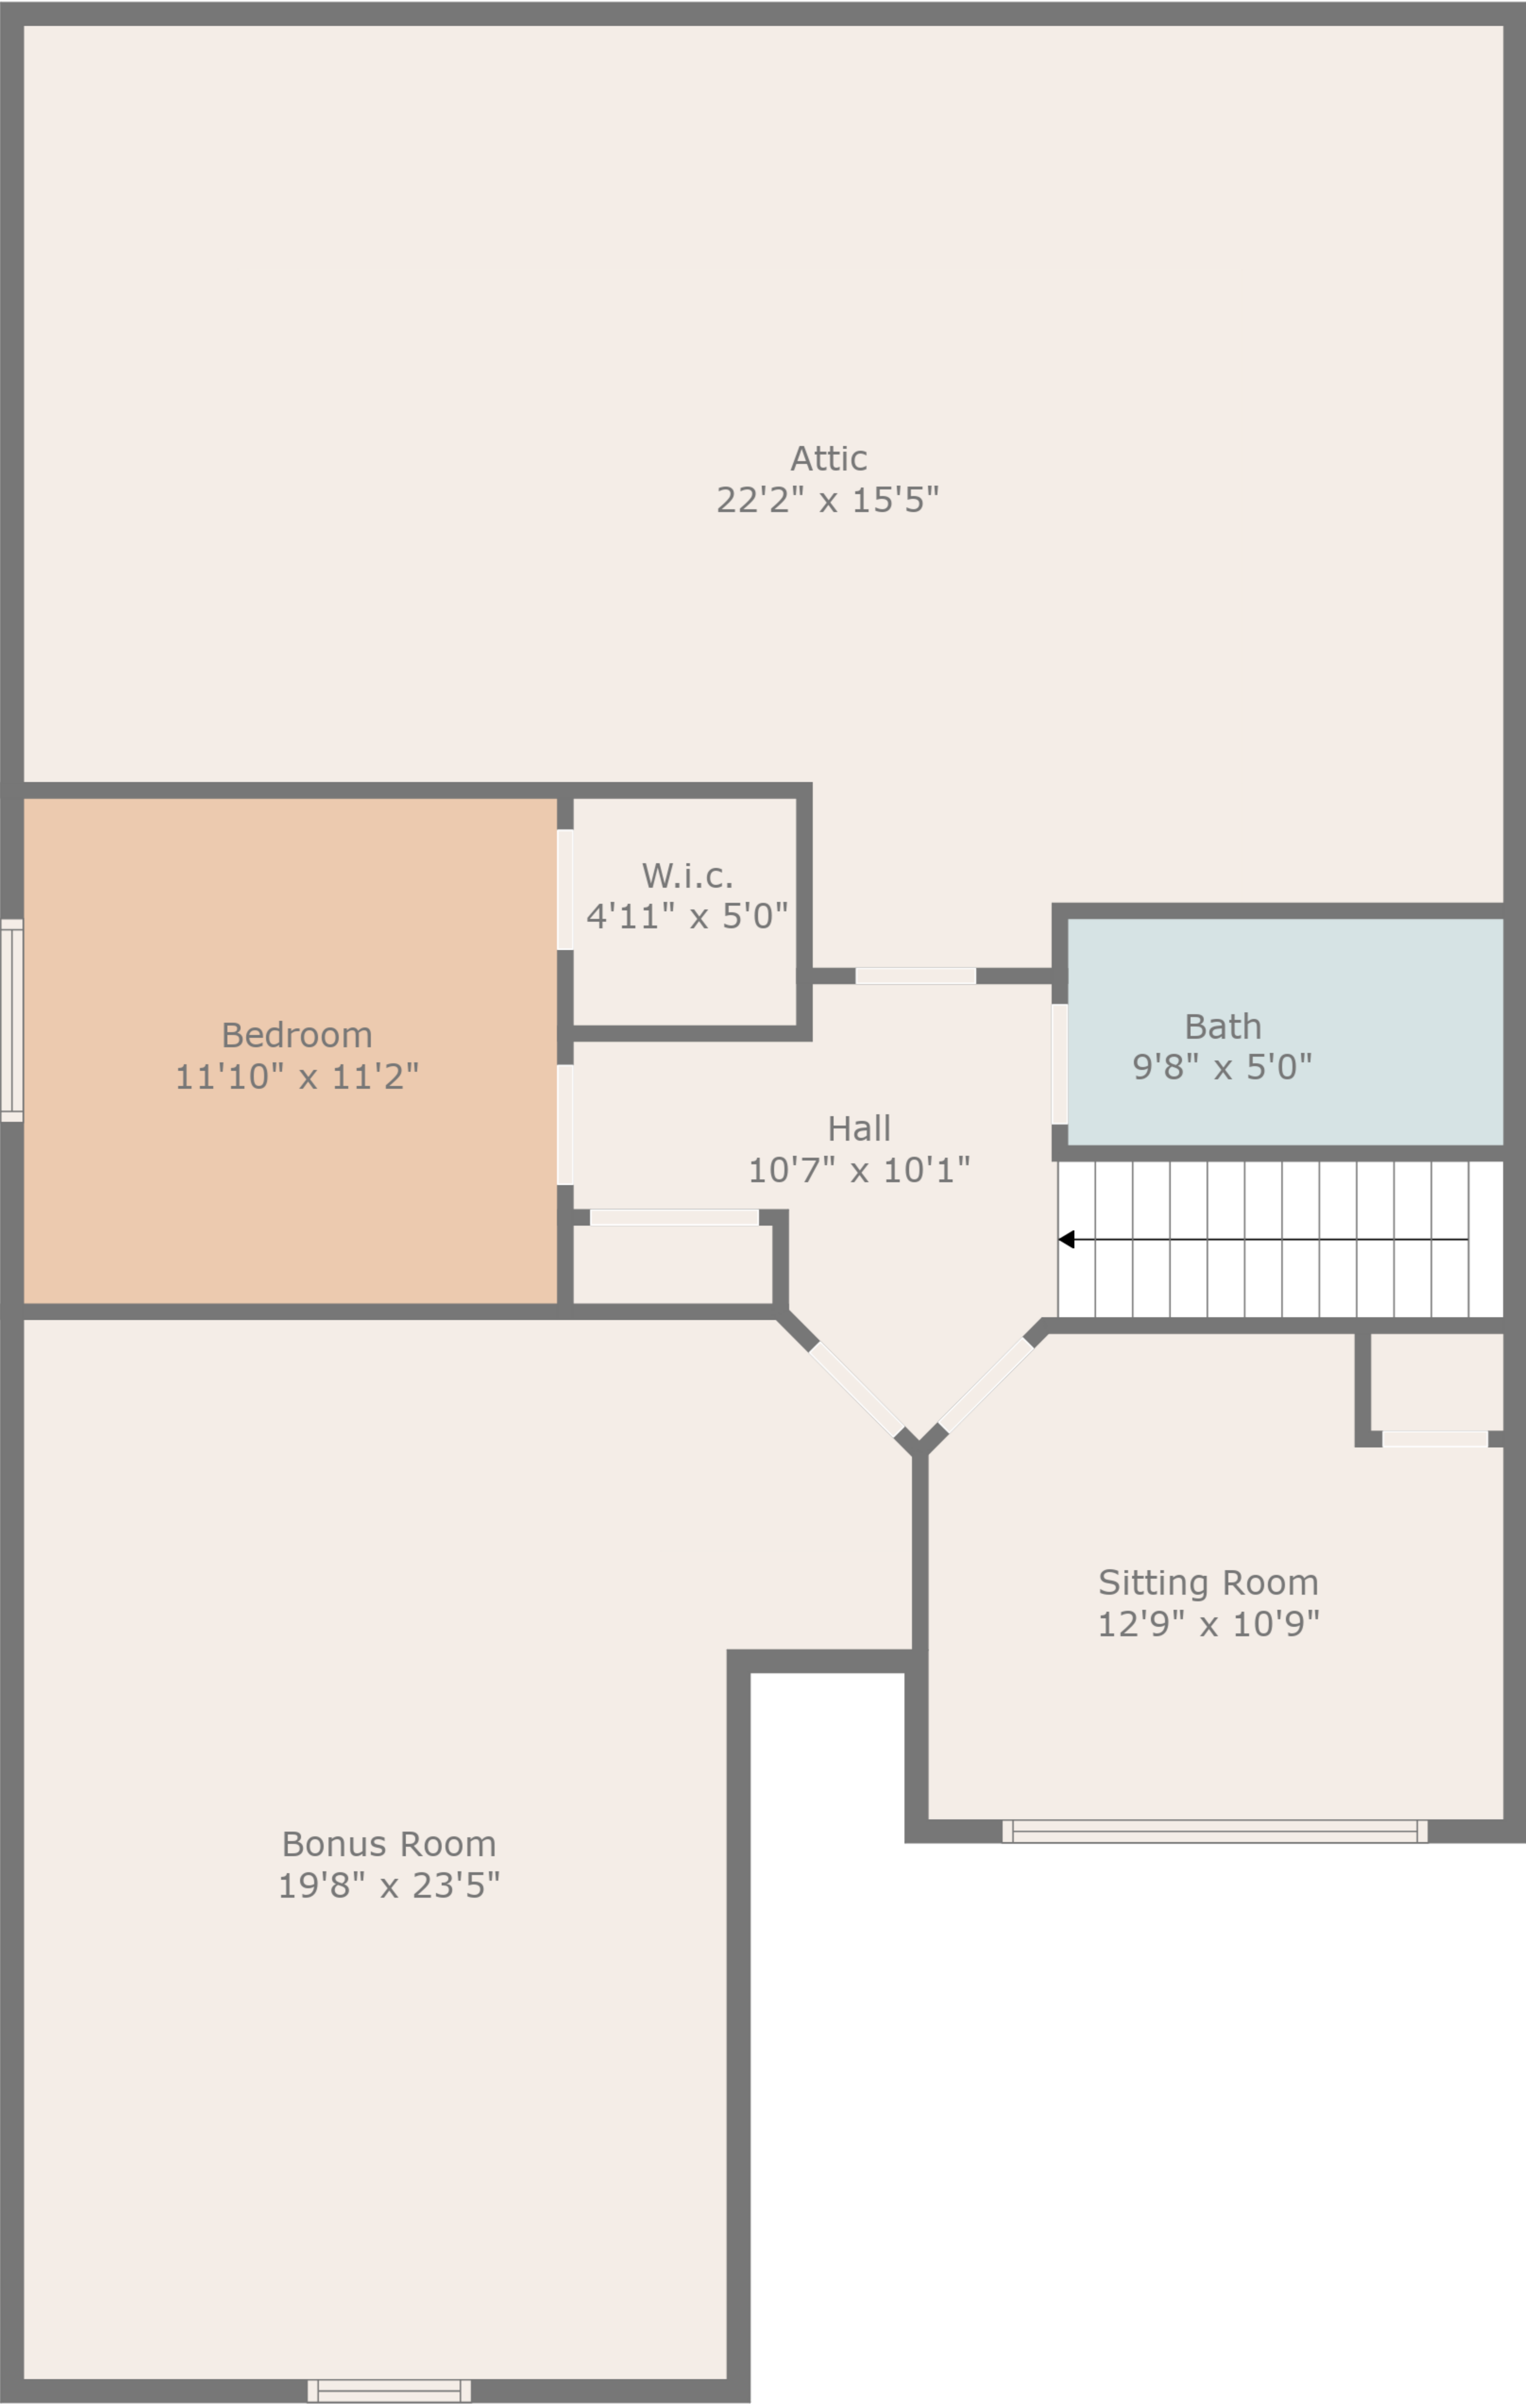 Attic
22'2" x 15'5"
W.i.c.
4'11" x 5'0"
Bedroom
11'10" x 11'2"
Bath
9'8" x 5'0"
Hall
10'7" x 10'1"
Sitting Room
12'9" x 10'9"
Bonus Room
19'8" x 23'5"